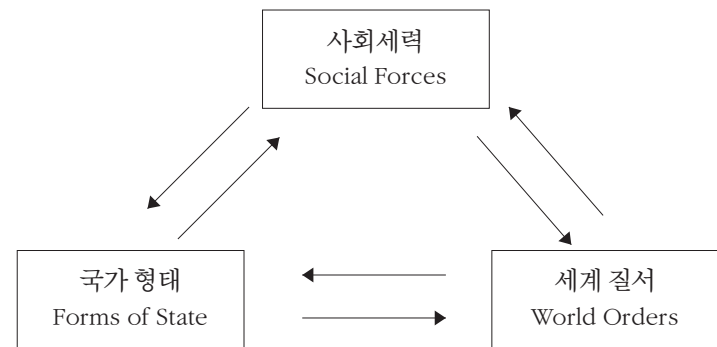 사회세력
Social Forces
국가 형태
Forms of State
세계 질서
World Orders